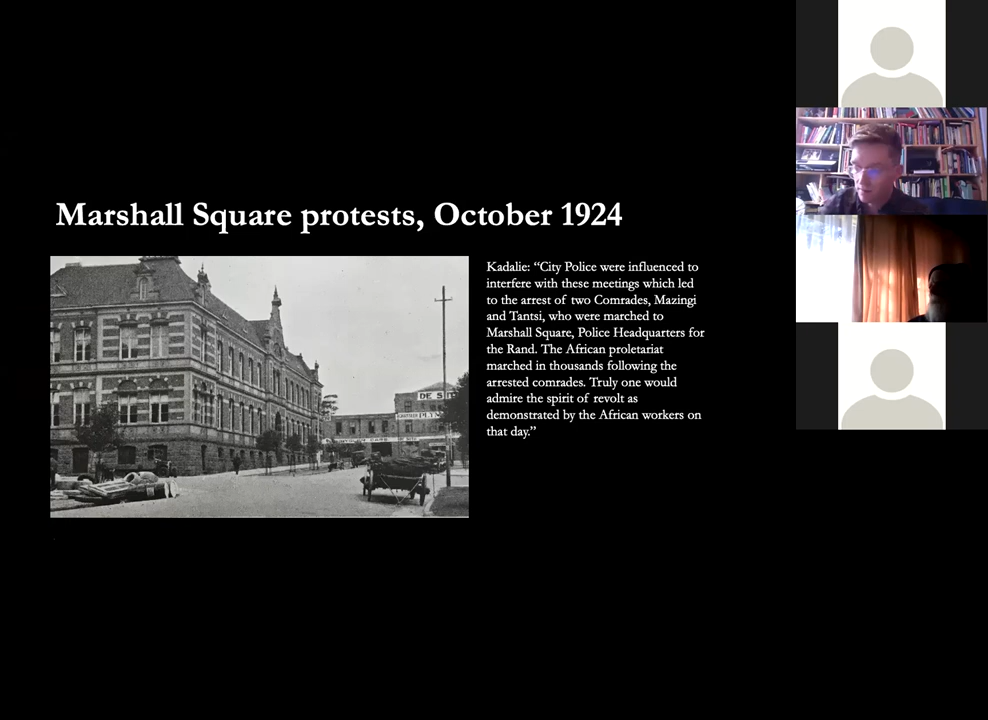 Marshall Square protests, October 1924
Kadalie: “City Police were influenced to
interfere with these meetings which led
to the arrest of two Comrades, Mazingi
and Tantsi, who were marched to
Marshall Square, Police Headquarters for
the Rand. The African proletariat
marched in thousands following the
arrested comrades. Truly one would
admire the spirit of revolt as
demonstrated by the African workers on
that day.”